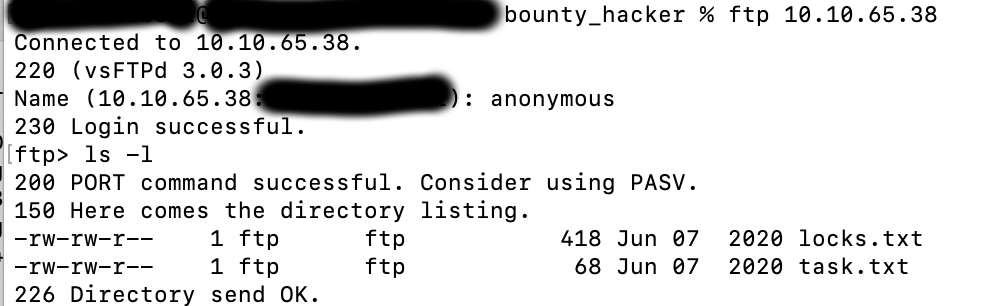 bounty_hacker % ftp 10.10.65.38
Connected to 10.10.65.38.
220 (vsFTPd 3.0.3)
Name (10.10.65.38: ): anonymous
230 Login successful.
ftp> ls -l
200 PORT command successful. Consider using PASV.
150 Here comes the directory listing.
-rw-rw-r-- 1 ftp ftp 418 Jun 07 2020 locks.txt
-rw-rw-r-- 1 ftp ftp 68 Jun 07 2020 task.txt
226 Directory send OK.